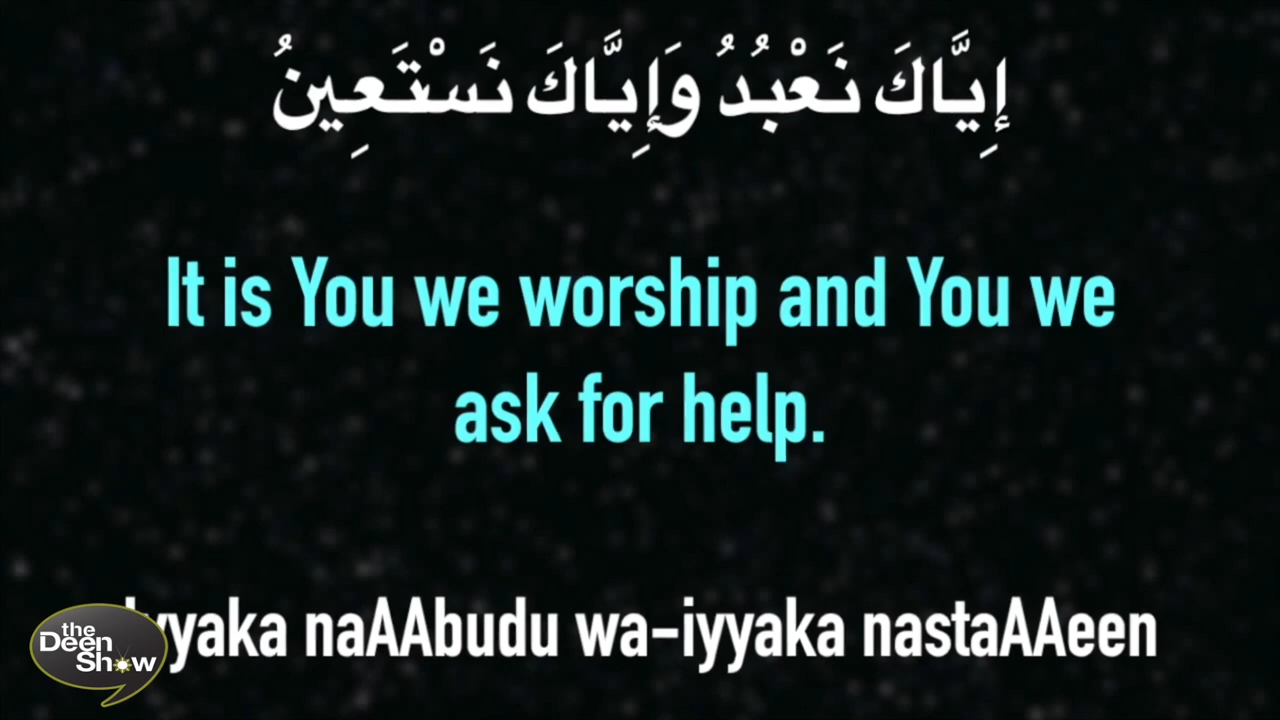 إِيَّاكَ نَعْبُدُ وَإِيَّاكَ نَسْتَعِينُ
It is You we worship and You we
ask for help.
Iyyaka naAAbudu wa-iyyaka nastaAAeen
the
Deen
Show